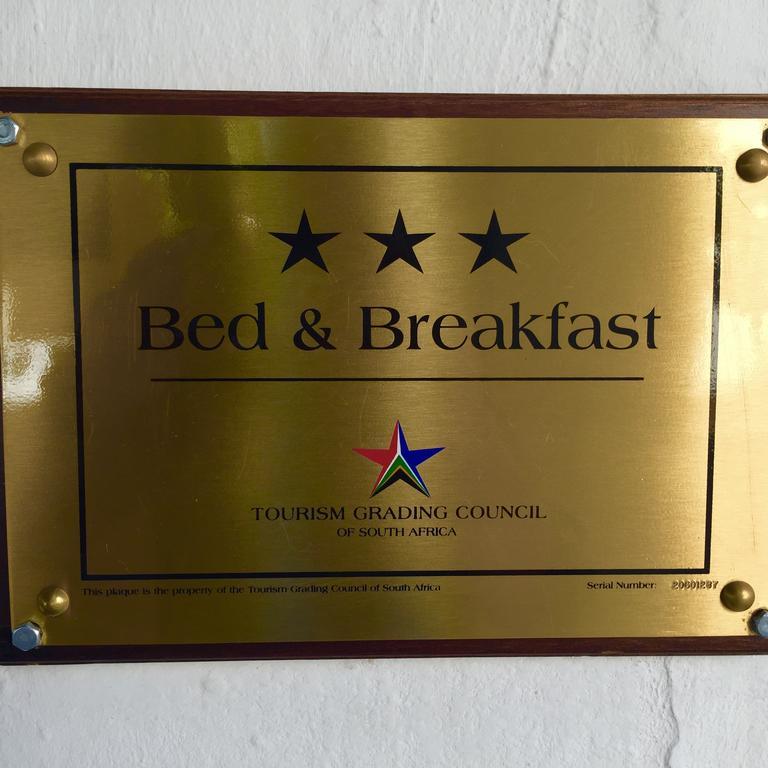 Bed & Breakfast
TOURISM GRADING COUNCIL
OF SOUTH AFRICA
This plaque is the property of the Tourism Grading Council of South Africa
Serial Number: 20601287